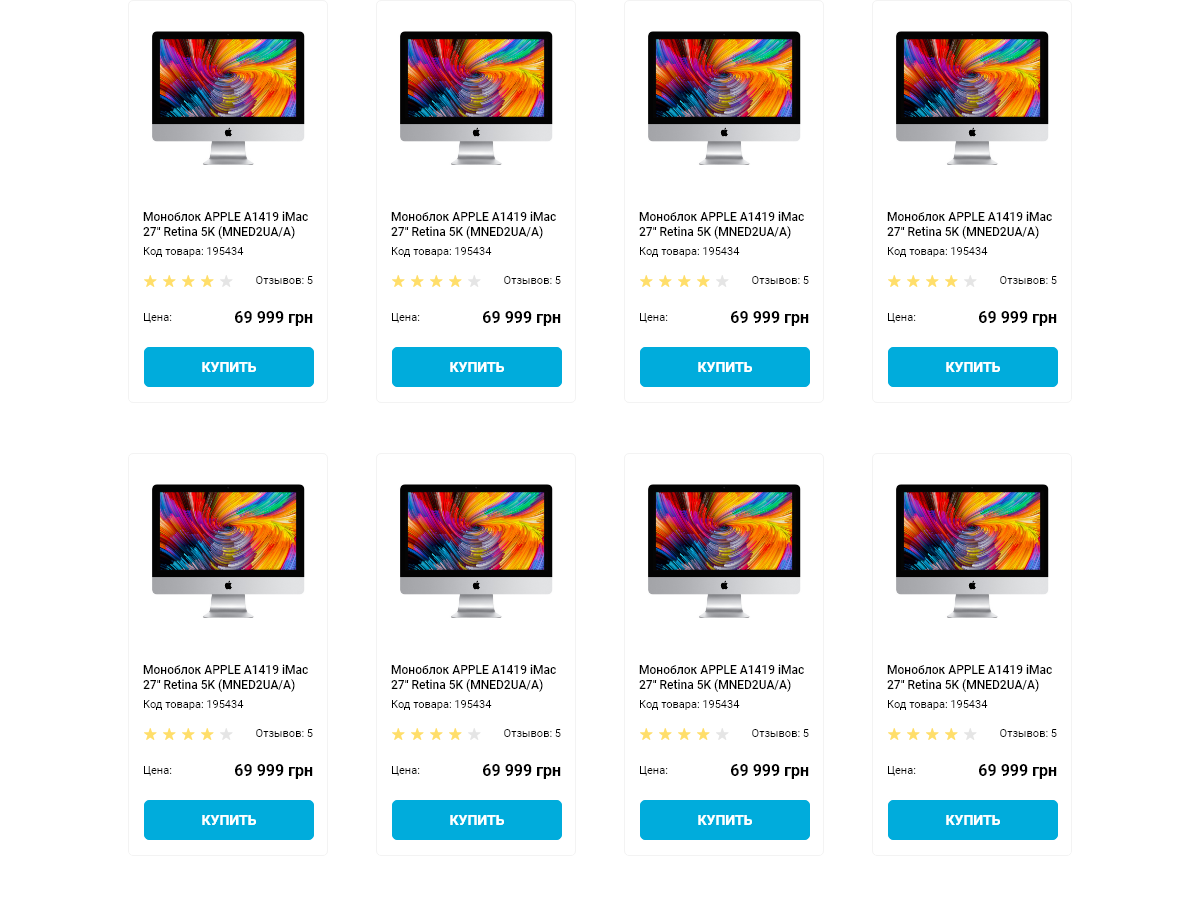 Моноблок APPLE A1419 iMac
27" Retina 5K (MNED2UA/A)
Код товара: 195434
Отзывов: 5
Цена: 69 999 грн
КУПИТЬ
Моноблок APPLE A1419 iMac
27" Retina 5K (MNED2UA/A)
Код товара: 195434
Отзывов: 5
Цена: 69 999 грн
КУПИТЬ
Моноблок APPLE A1419 iMac
27" Retina 5K (MNED2UA/A)
Код товара: 195434
Отзывов: 5
Цена: 69 999 грн
КУПИТЬ
Моноблок APPLE A1419 iMac
27" Retina 5K (MNED2UA/A)
Код товара: 195434
Отзывов: 5
Цена: 69 999 грн
КУПИТЬ
Моноблок APPLE A1419 iMac
27" Retina 5K (MNED2UA/A)
Код товара: 195434
Отзывов: 5
Цена: 69 999 грн
КУПИТЬ
Моноблок APPLE A1419 iMac
27" Retina 5K (MNED2UA/A)
Код товара: 195434
Отзывов: 5
Цена: 69 999 грн
КУПИТЬ
Моноблок APPLE A1419 iMac
27" Retina 5K (MNED2UA/A)
Код товара: 195434
Отзывов: 5
Цена: 69 999 грн
КУПИТЬ
Моноблок APPLE A1419 iMac
27" Retina 5K (MNED2UA/A)
Код товара: 195434
Отзывов: 5
Цена: 69 999 грн
КУПИТЬ